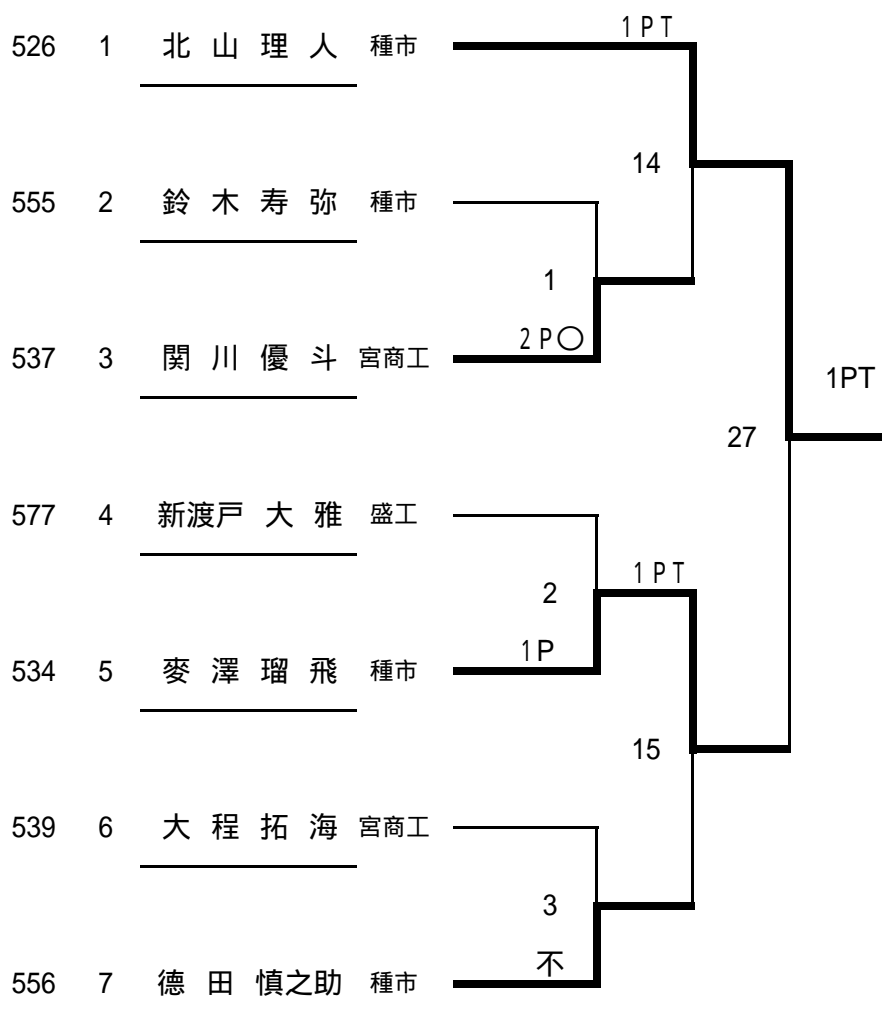 1ＰＴ
526 1 北 山 理 人 種市
14
555 2 鈴 木 寿 弥 種市
1
2Ｐ〇
537 3 関 川 優 斗 宮商工
1PT
27
577 4 新渡戸 大 雅 盛工
1ＰＴ
2
1Ｐ
534 5 麥 澤 瑠 飛 種市
15
539 6 大 程 拓 海 宮商工
3
不
556 7 德 田 慎之助 種市